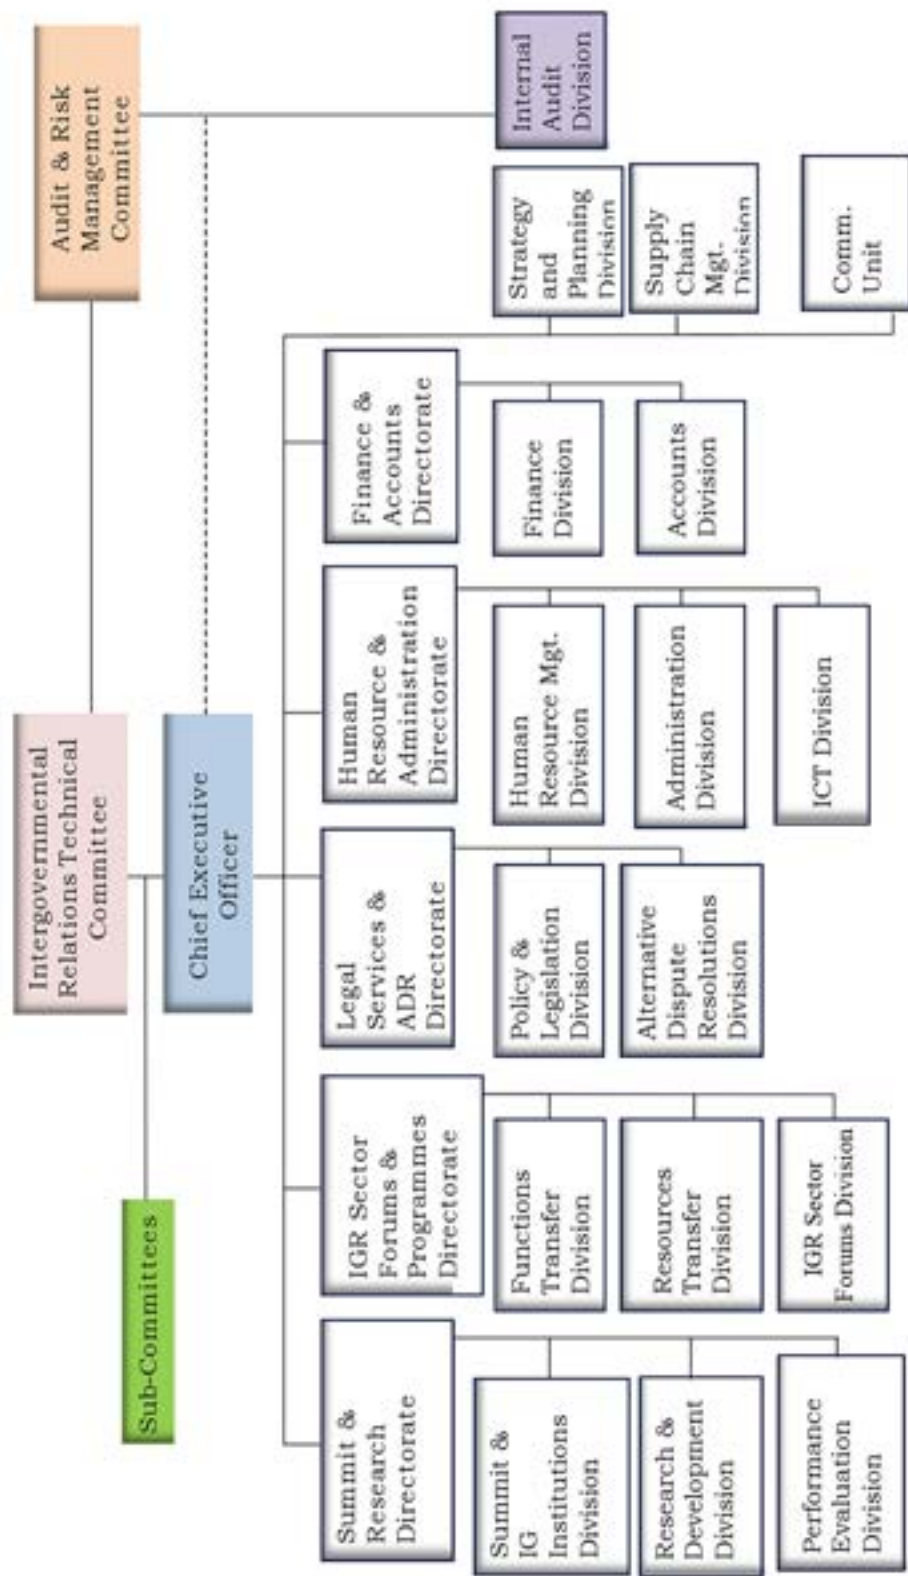 Intergovernmental
Relations Technical
Committee
Audit & Risk
Management
Committee
Sub-Committees
Chief Executive
Officer
Summit &
Research
Directorate
IGR Sector
Forums &
Programmes
Directorate
Legal
Services &
ADR
Directorate
Human
Resource &
Administration
Directorate
Finance &
Accounts
Directorate
Summit &
IG
Institutions
Division
Research &
Development
Division
Performance
Evaluation
Division
Functions
Transfer
Division
Resources
Transfer
Division
IGR Sector
Forums Division
Policy &
Legislation
Division
Alternative
Dispute
Resolutions
Division
Human
Resource Mgt.
Division
Administration
Division
ICT Division
Finance
Division
Accounts
Division
Strategy
and
Planning
Division
Supply
Chain
Mgt.
Division
Comm.
Unit
Internal
Audit
Division